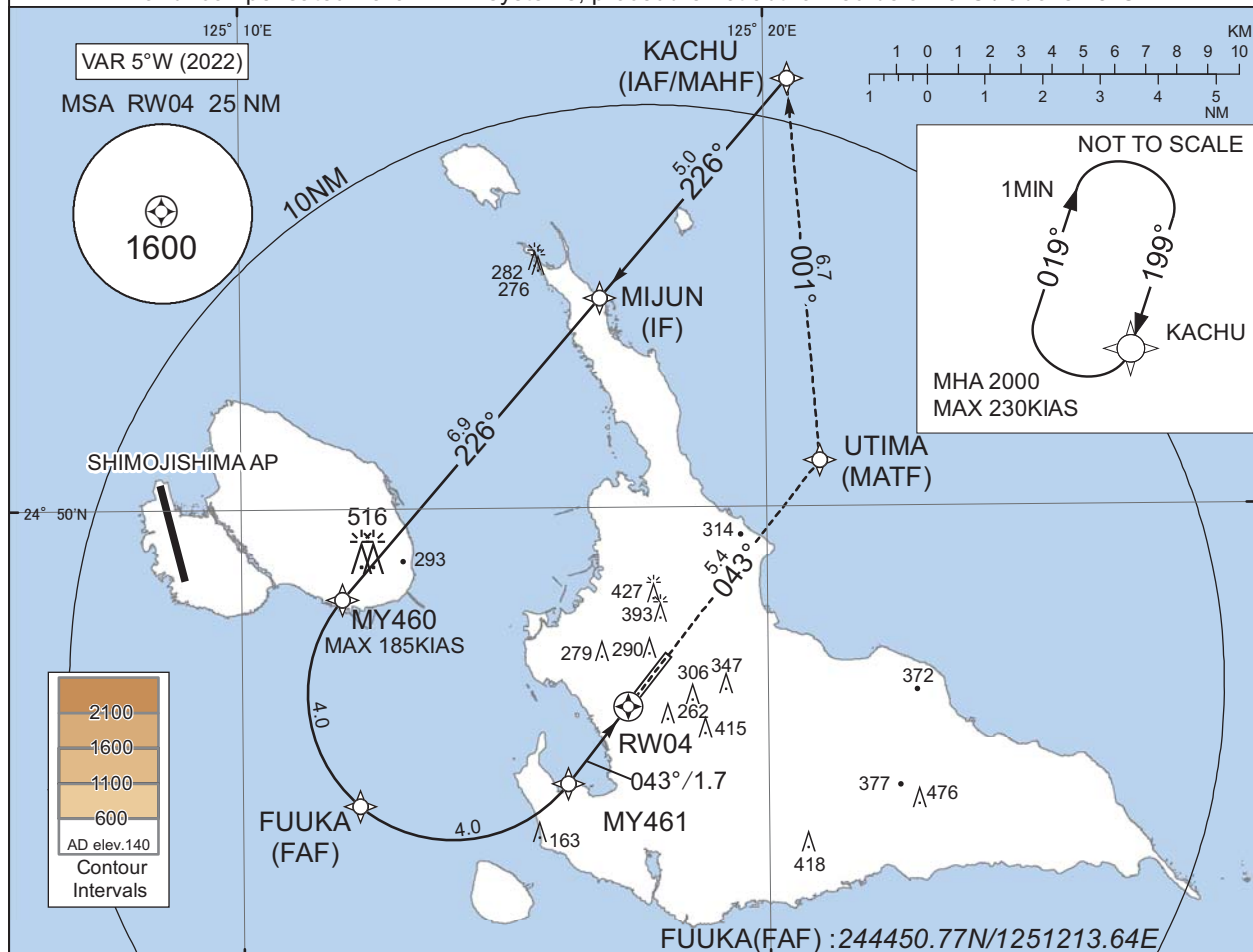 125° 10'E
125° 20'E
VAR 5°W (2022)
MSA RW04 25 NM
1600
10NM
KACHU
(IAF/MAHF)
KM
1 0 1 2 3 4 5 6 7 8 9 10
1 0 1 2 3 4 5
NM
NOT TO SCALE
1MIN
019°
199°
KACHU
MHA 2000
MAX 230KIAS
5.0
226°
6.7
001°
282
276
MIJUN
(IF)
6.9
226°
UTIMA
(MATF)
SHIMOJISHIMA AP
24° 50'N
516
293
314
5.4
043°
427
393
MY460
MAX 185KIAS
279
290
306
347
372
262
415
RW04
4.0
043°/1.7
377
476
MY461
FUUKA
(FAF)
4.0
163
418
2100
1600
1100
600
AD elev.140
Contour
Intervals
FUUKA(FAF) :244450.77N/1251213.64E